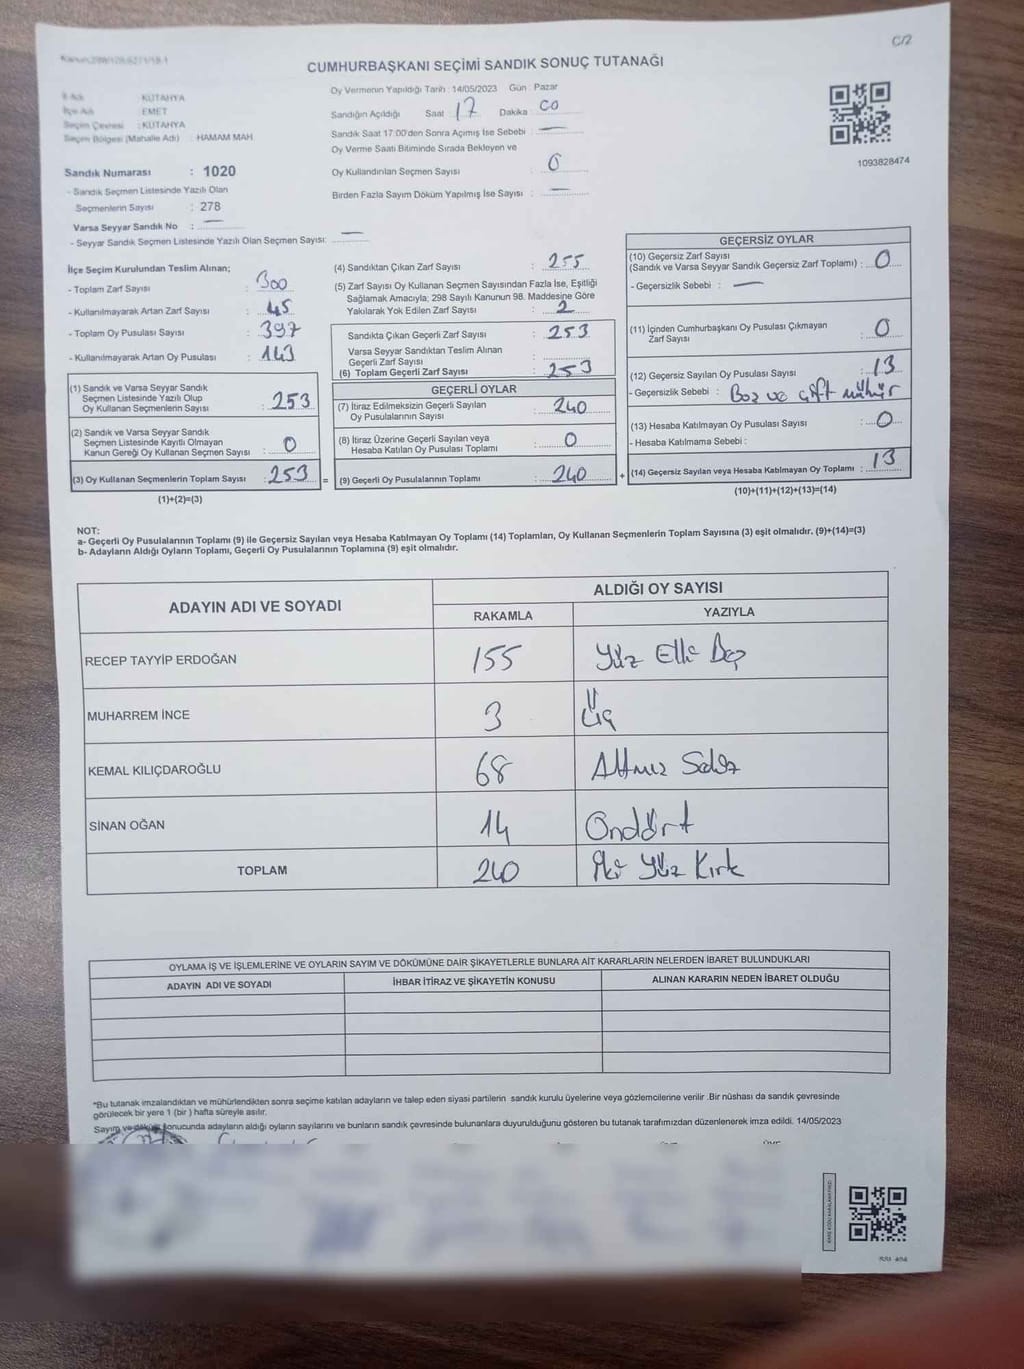 C/2
CUMHURBAŞKANI SEÇİMİ SANDIK SONUÇ TUTANAĞI
İl Adı : KÜTAHYA
İlçe Adı : EMET
Seçim Çevresi : KÜTAHYA
Seçim Bölgesi (Mahalle Adı) : HAMAM MAH.
Sandık Numarası : 1020
- Sandık Seçmen Listesinde Yazılı Olan
Seçmenlerin Sayısı : 278
Varsa Seyyar Sandık No : —
- Seyyar Sandık Seçmen Listesinde Yazılı Olan Seçmen Sayısı: —
Oy Vermenin Yapıldığı Tarih : 14/05/2023 Gün : Pazar
Sandığın Açıldığı Saat : 17 Dakika : 00
Sandık Saat 17:00'den Sonra Açımış İse Sebebi : —
Oy Verme Saati Bitiminde Sırada Bekleyen ve
Oy Kullandırılan Seçmen Sayısı : 0
Birden Fazla Sayım Döküm Yapılmış İse Sayısı : —
1093828474
İlçe Seçim Kurulundan Teslim Alınan;
- Toplam Zarf Sayısı : 300
- Kullanılmayarak Artan Zarf Sayısı : 45
- Toplam Oy Pusulası Sayısı : 397
- Kullanılmayarak Artan Oy Pusulası : 143
(1) Sandık ve Varsa Seyyar Sandık
Seçmen Listesinde Yazılı Olup
Oy Kullanan Seçmenlerin Sayısı : 253
(2) Sandık ve Varsa Seyyar Sandık
Seçmen Listesinde Kayıtlı Olmayan
Kanun Gereği Oy Kullanan Seçmen Sayısı : 0
(3) Oy Kullanan Seçmenlerin Toplam Sayısı : 253 =
(1)+(2)=(3)
(4) Sandıktan Çıkan Zarf Sayısı : 255
(5) Zarf Sayısı Oy Kullanan Seçmen Sayısından Fazla İse, Eşitliği
Sağlamak Amacıyla; 298 Sayılı Kanunun 98. Maddesine Göre
Yakılarak Yok Edilen Zarf Sayısı : 2
Sandıkta Çıkan Geçerli Zarf Sayısı : 253
Varsa Seyyar Sandıktan Teslim Alınan
Geçerli Zarf Sayısı :
(6) Toplam Geçerli Zarf Sayısı : 253
GEÇERLİ OYLAR
(7) İtiraz Edilmeksizin Geçerli Sayılan
Oy Pusulalarının Sayısı : 240
(8) İtiraz Üzerine Geçerli Sayılan veya
Hesaba Katılan Oy Pusulaları Toplamı : 0
(9) Geçerli Oy Pusulalarının Toplamı : 240 +
GEÇERSİZ OYLAR
(10) Geçersiz Zarf Sayısı
(Sandık ve Varsa Seyyar Sandık Geçersiz Zarf Toplamı) : 0
- Geçersizlik Sebebi : —
(11) İçinden Cumhurbaşkanı Oy Pusulası Çıkmayan
Zarf Sayısı : 0
(12) Geçersiz Sayılan Oy Pusulası Sayısı : 13
- Geçersizlik Sebebi : Boz ve çift mühür
(13) Hesaba Katılmayan Oy Pusulası Sayısı : 0
- Hesaba Katılmama Sebebi :
(14) Geçersiz Sayılan veya Hesaba Katılmayan Oy Toplamı : 13
(10)+(11)+(12)+(13)=(14)
NOT:
a- Geçerli Oy Pusulalarının Toplamı (9) ile Geçersiz Sayılan veya Hesaba Katılmayan Oy Toplamı (14) Toplamları, Oy Kullanan Seçmenlerin Toplam Sayısına (3) eşit olmalıdır. (9)+(14)=(3)
b- Adayların Aldığı Oyların Toplamı, Geçerli Oy Pusulalarının Toplamına (9) eşit olmalıdır.
ADAYIN ADI VE SOYADI ALDIĞI OY SAYISI
RAKAMLA YAZIYLA
RECEP TAYYİP ERDOĞAN 155 Yüz Elli Beş
MUHARREM İNCE 3 Üç
KEMAL KILIÇDAROĞLU 68 Altmız Sekiz
SİNAN OĞAN 14 Ondört
TOPLAM 240 İki Yüz Kırk
OYLAMA İŞ VE İŞLEMLERİNE VE OYLARIN SAYIM VE DÖKÜMÜNE DAİR ŞİKAYETLERLE BUNLARA AİT KARARLARIN NELERDEN İBARET BULUNDUKLARI
ADAYIN ADI VE SOYADI İHBAR İTİRAZ VE ŞİKAYETİN KONUSU ALINAN KARARIN NEDEN İBARET OLDUĞU
*Bu tutanak imzalandıktan ve mühürlendikten sonra seçime katılan adayların ve talep eden siyasi partilerin sandık kurulu üyelerine veya gözlemcilerine verilir .Bir nüshası da sandık çevresinde
görülecek bir yere 1 (bir ) hafta süreyle asılır.
Sayım ve döküm sonucunda adayların aldığı oyların sayılarını ve bunların sandık çevresinde bulunanlara duyurulduğunu gösteren bu tutanak tarafımızdan düzenlenerek imza edildi. 14/05/2023